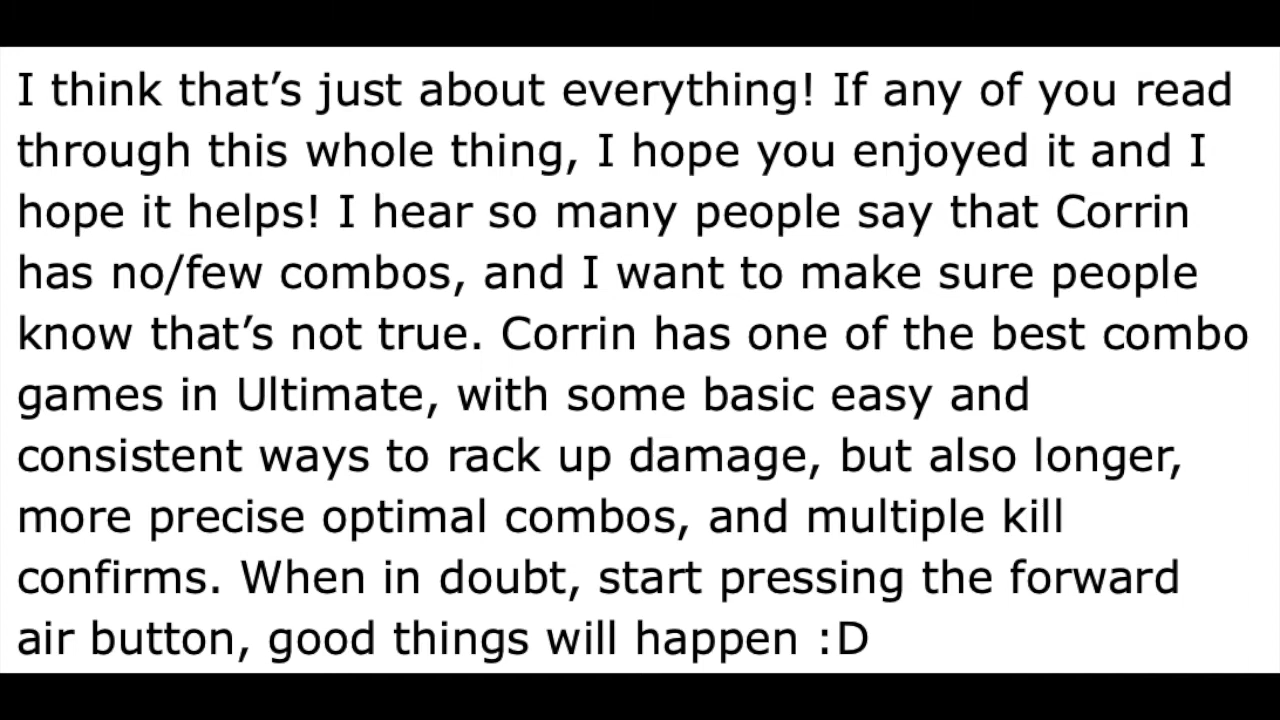 I think that’s just about everything! If any of you read
through this whole thing, I hope you enjoyed it and I
hope it helps! I hear so many people say that Corrin
has no/few combos, and I want to make sure people
know that’s not true. Corrin has one of the best combo
games in Ultimate, with some basic easy and
consistent ways to rack up damage, but also longer,
more precise optimal combos, and multiple kill
confirms. When in doubt, start pressing the forward
air button, good things will happen :D